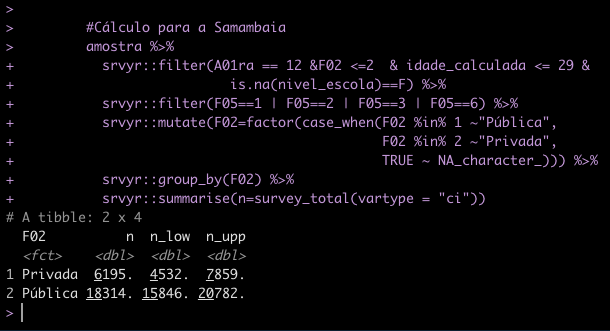 >
>        #Cálculo para a Samambaia
>        amostra %>%
+          srvyr::filter(A01ra == 12 &F02 <=2  & idade_calculada <= 29 &
+                          is.na(nivel_escola)==F) %>%
+          srvyr::filter(F05==1 | F05==2 | F05==3 | F05==6) %>%
+          srvyr::mutate(F02=factor(case_when(F02 %in% 1 ~"Pública",
+                                             F02 %in% 2 ~"Privada",
+                                             TRUE ~ NA_character_))) %>%
+          srvyr::group_by(F02) %>%
+          srvyr::summarise(n=survey_total(vartype = "ci"))
# A tibble: 2 x 4
  F02          n  n_low  n_upp
  <fct>    <dbl>  <dbl>  <dbl>
1 Privada  6195.  4532.  7859.
2 Pública 18314. 15846. 20782.
>